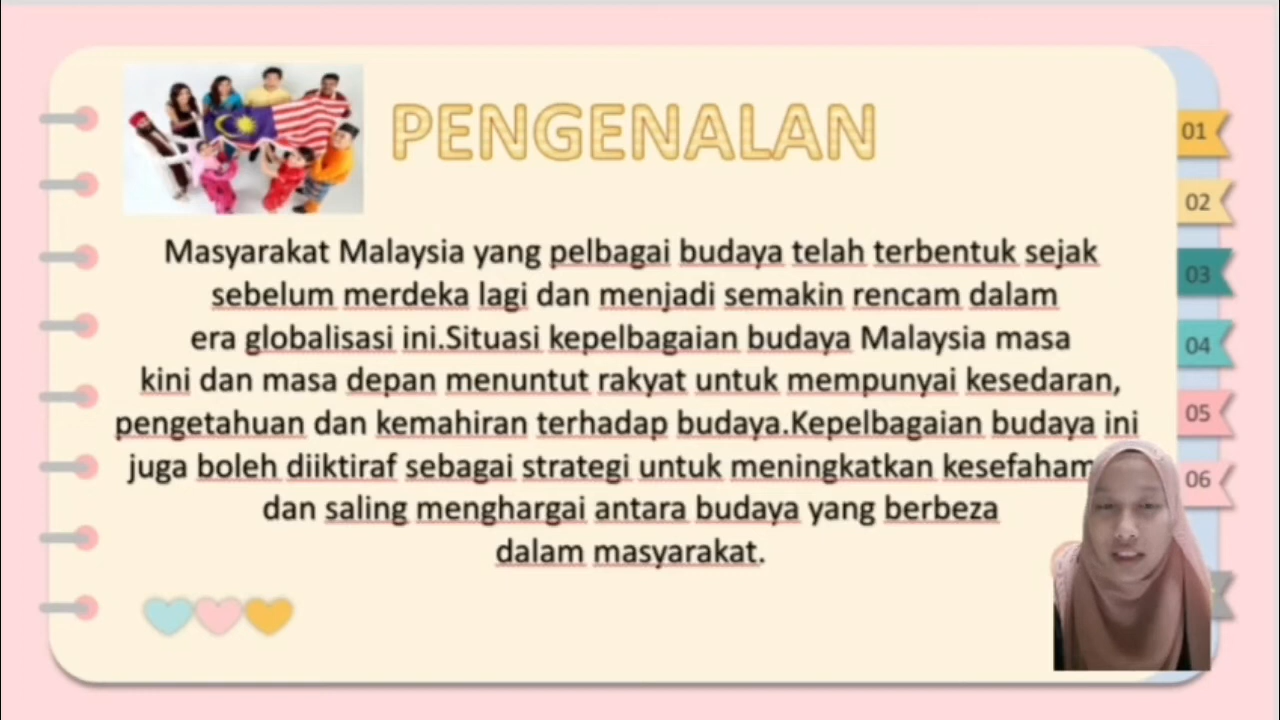 PENGENALAN
Masyarakat Malaysia yang pelbagai budaya telah terbentuk sejak
sebelum merdeka lagi dan menjadi semakin rencam dalam
era globalisasi ini.Situasi kepelbagaian budaya Malaysia masa
kini dan masa depan menuntut rakyat untuk mempunyai kesedaran,
pengetahuan dan kemahiran terhadap budaya.Kepelbagaian budaya ini
juga boleh diiktiraf sebagai strategi untuk meningkatkan
dan saling menghargai antara budaya yang berbeza
dalam masyarakat.
01
02
03
04
05
06